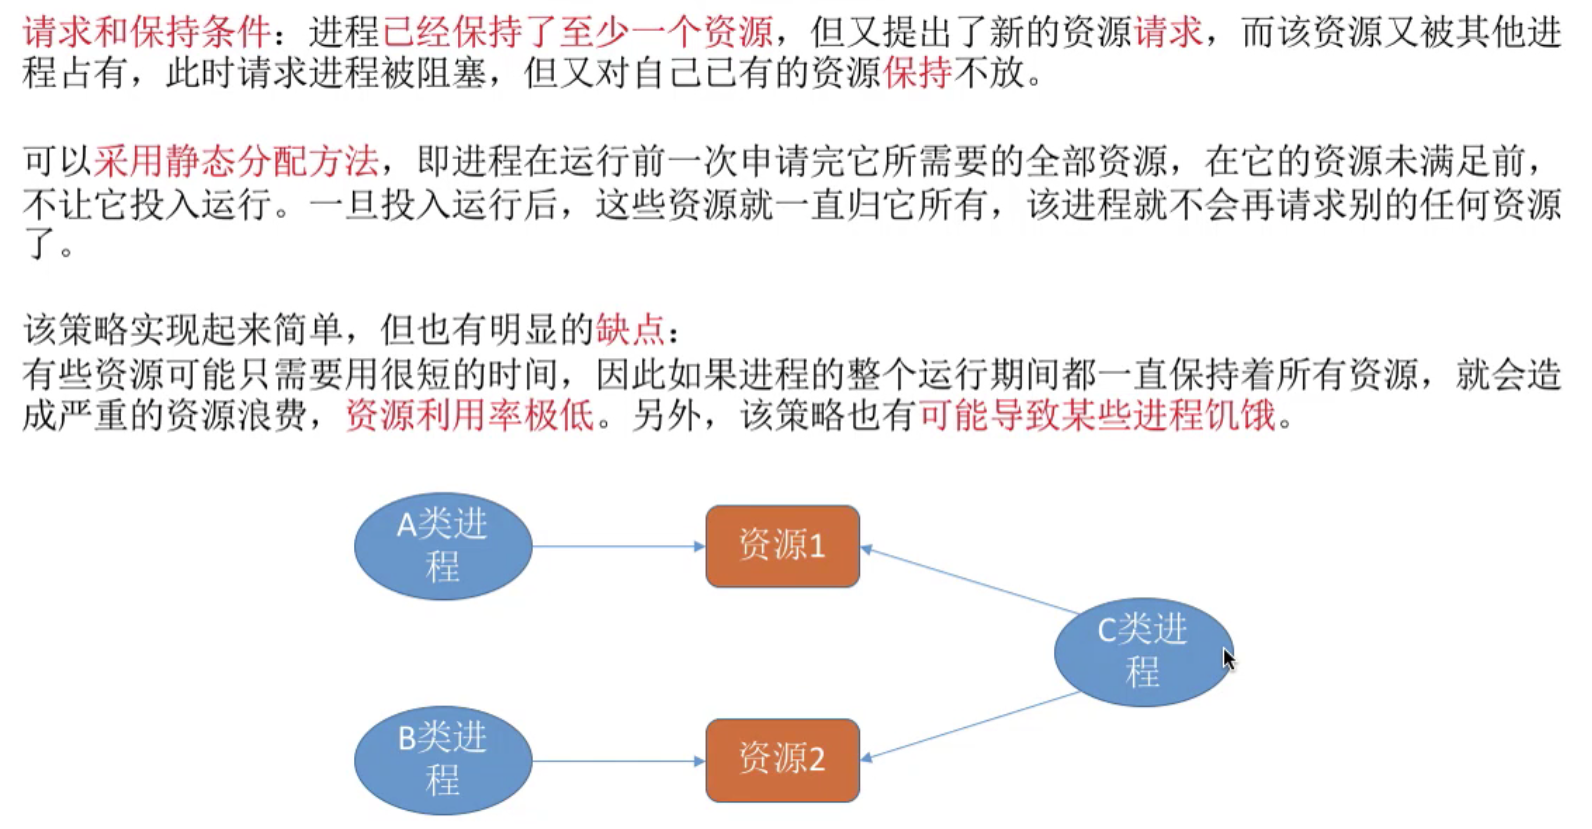 请求和保持条件：进程已经保持了至少一个资源，但又提出了新的资源请求，而该资源又被其他进
程占有，此时请求进程被阻塞，但又对自己已有的资源保持不放。
可以采用静态分配方法，即进程在运行前一次申请完它所需要的全部资源，在它的资源未满足前，
不让它投入运行。一旦投入运行后，这些资源就一直归它所有，该进程就不会再请求别的任何资源
了。
该策略实现起来简单，但也有明显的缺点：
有些资源可能只需要用很短的时间，因此如果进程的整个运行期间都一直保持着所有资源，就会造
成严重的资源浪费，资源利用率极低。另外，该策略也有可能导致某些进程饥饿。
A类进
程
资源1
C类进
程
B类进
程
资源2